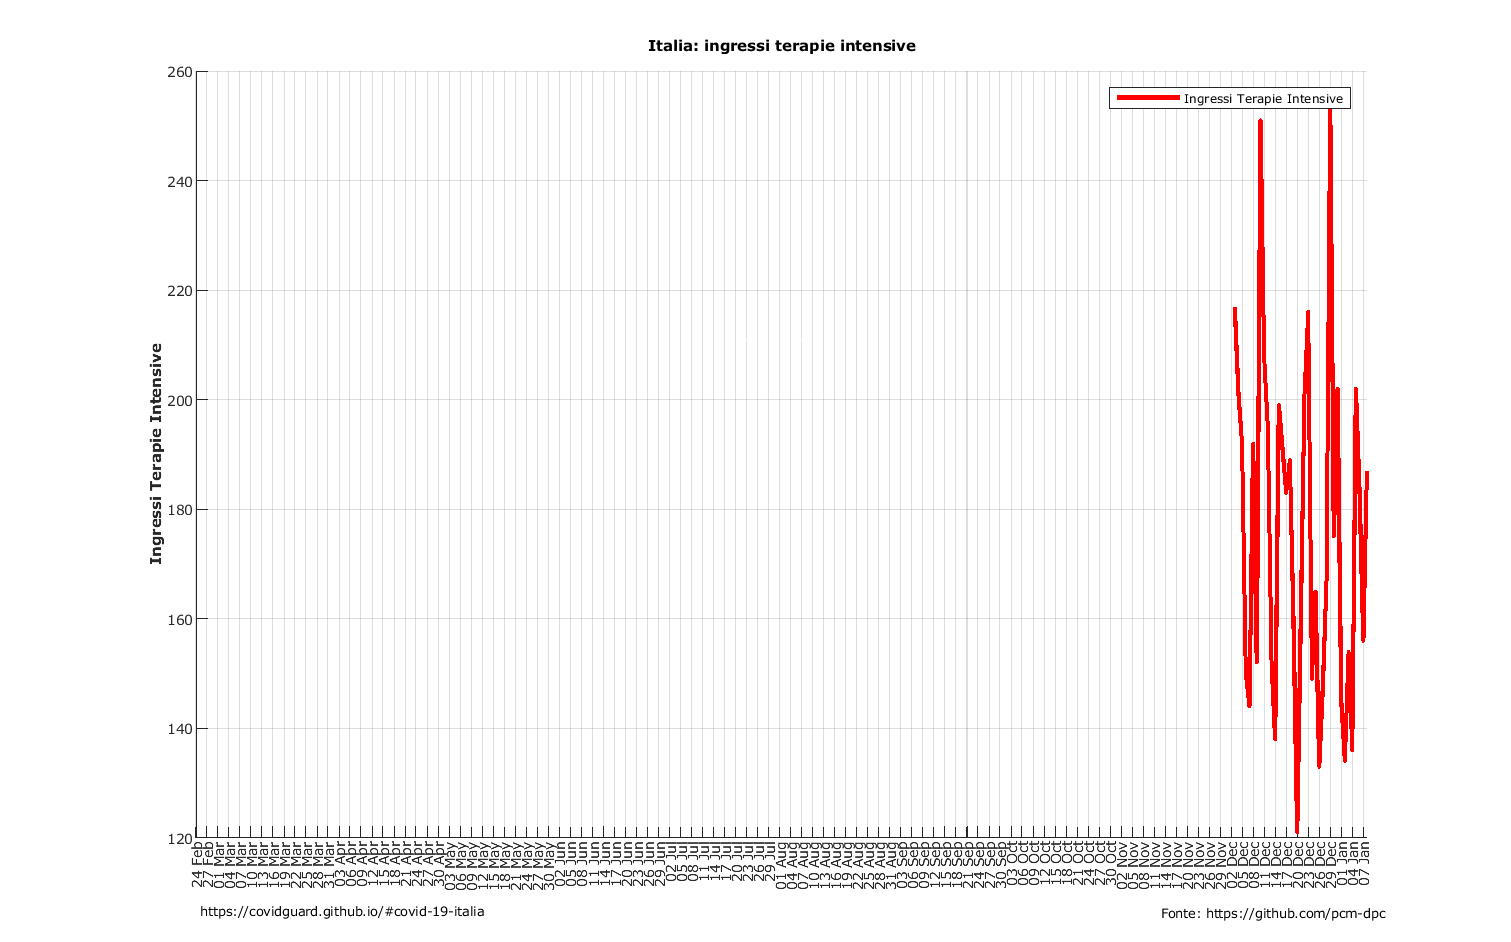 Italia: ingressi terapie intensive
Ingressi Terapie Intensive
260
240
220
200
180
160
140
120
Ingressi Terapie Intensive
24 Feb
27 Feb
01 Mar
04 Mar
07 Mar
10 Mar
13 Mar
16 Mar
19 Mar
22 Mar
25 Mar
28 Mar
31 Mar
03 Apr
06 Apr
09 Apr
12 Apr
15 Apr
18 Apr
21 Apr
24 Apr
27 Apr
30 Apr
03 May
06 May
09 May
12 May
15 May
18 May
21 May
24 May
27 May
30 May
02 Jun
05 Jun
08 Jun
11 Jun
14 Jun
17 Jun
20 Jun
23 Jun
26 Jun
29 Jun
02 Jul
05 Jul
08 Jul
11 Jul
14 Jul
17 Jul
20 Jul
23 Jul
26 Jul
29 Jul
01 Aug
04 Aug
07 Aug
10 Aug
13 Aug
16 Aug
19 Aug
22 Aug
25 Aug
28 Aug
31 Aug
03 Sep
06 Sep
09 Sep
12 Sep
15 Sep
18 Sep
21 Sep
24 Sep
27 Sep
30 Sep
03 Oct
06 Oct
09 Oct
12 Oct
15 Oct
18 Oct
21 Oct
24 Oct
27 Oct
30 Oct
02 Nov
05 Nov
08 Nov
11 Nov
14 Nov
17 Nov
20 Nov
23 Nov
26 Nov
29 Nov
02 Dec
05 Dec
08 Dec
11 Dec
14 Dec
17 Dec
20 Dec
23 Dec
26 Dec
29 Dec
01 Jan
04 Jan
07 Jan
https://covidguard.github.io/#covid-19-italia
Fonte: https://github.com/pcm-dpc